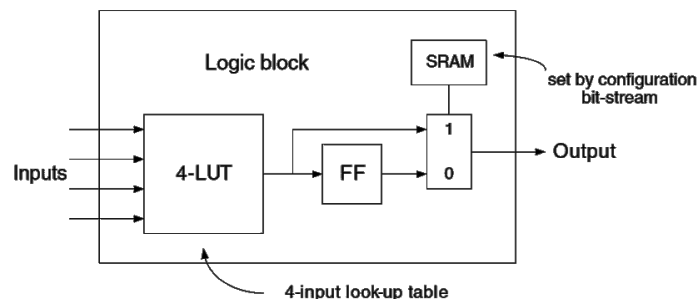 Logic block
SRAM
set by configuration
bit-stream
1
Inputs
4-LUT
FF
0
Output
4-input look-up table